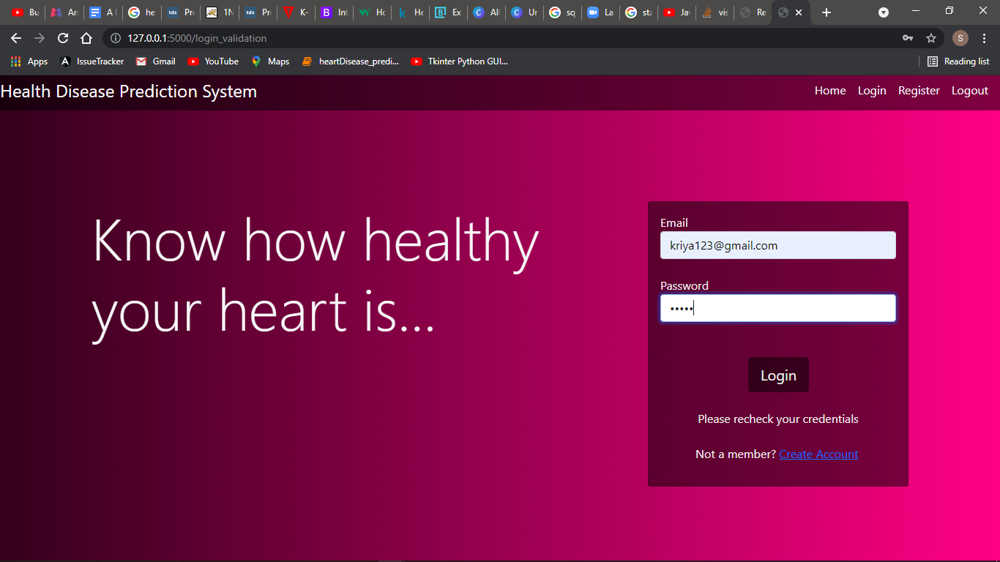 Bu An A he Pr 1N Pr K- Int Ho He Ex All Un sq La sta Ja vis Re
127.0.0.1:5000/login_validation
S
Apps IssueTracker Gmail YouTube Maps heartDisease_predi... Tkinter Python GUI... Reading list
Health Disease Prediction System
Home Login Register Logout
Know how healthy
your heart is...
Email
kriya123@gmail.com
Password
•••••
Login
Please recheck your credentials
Not a member? Create Account